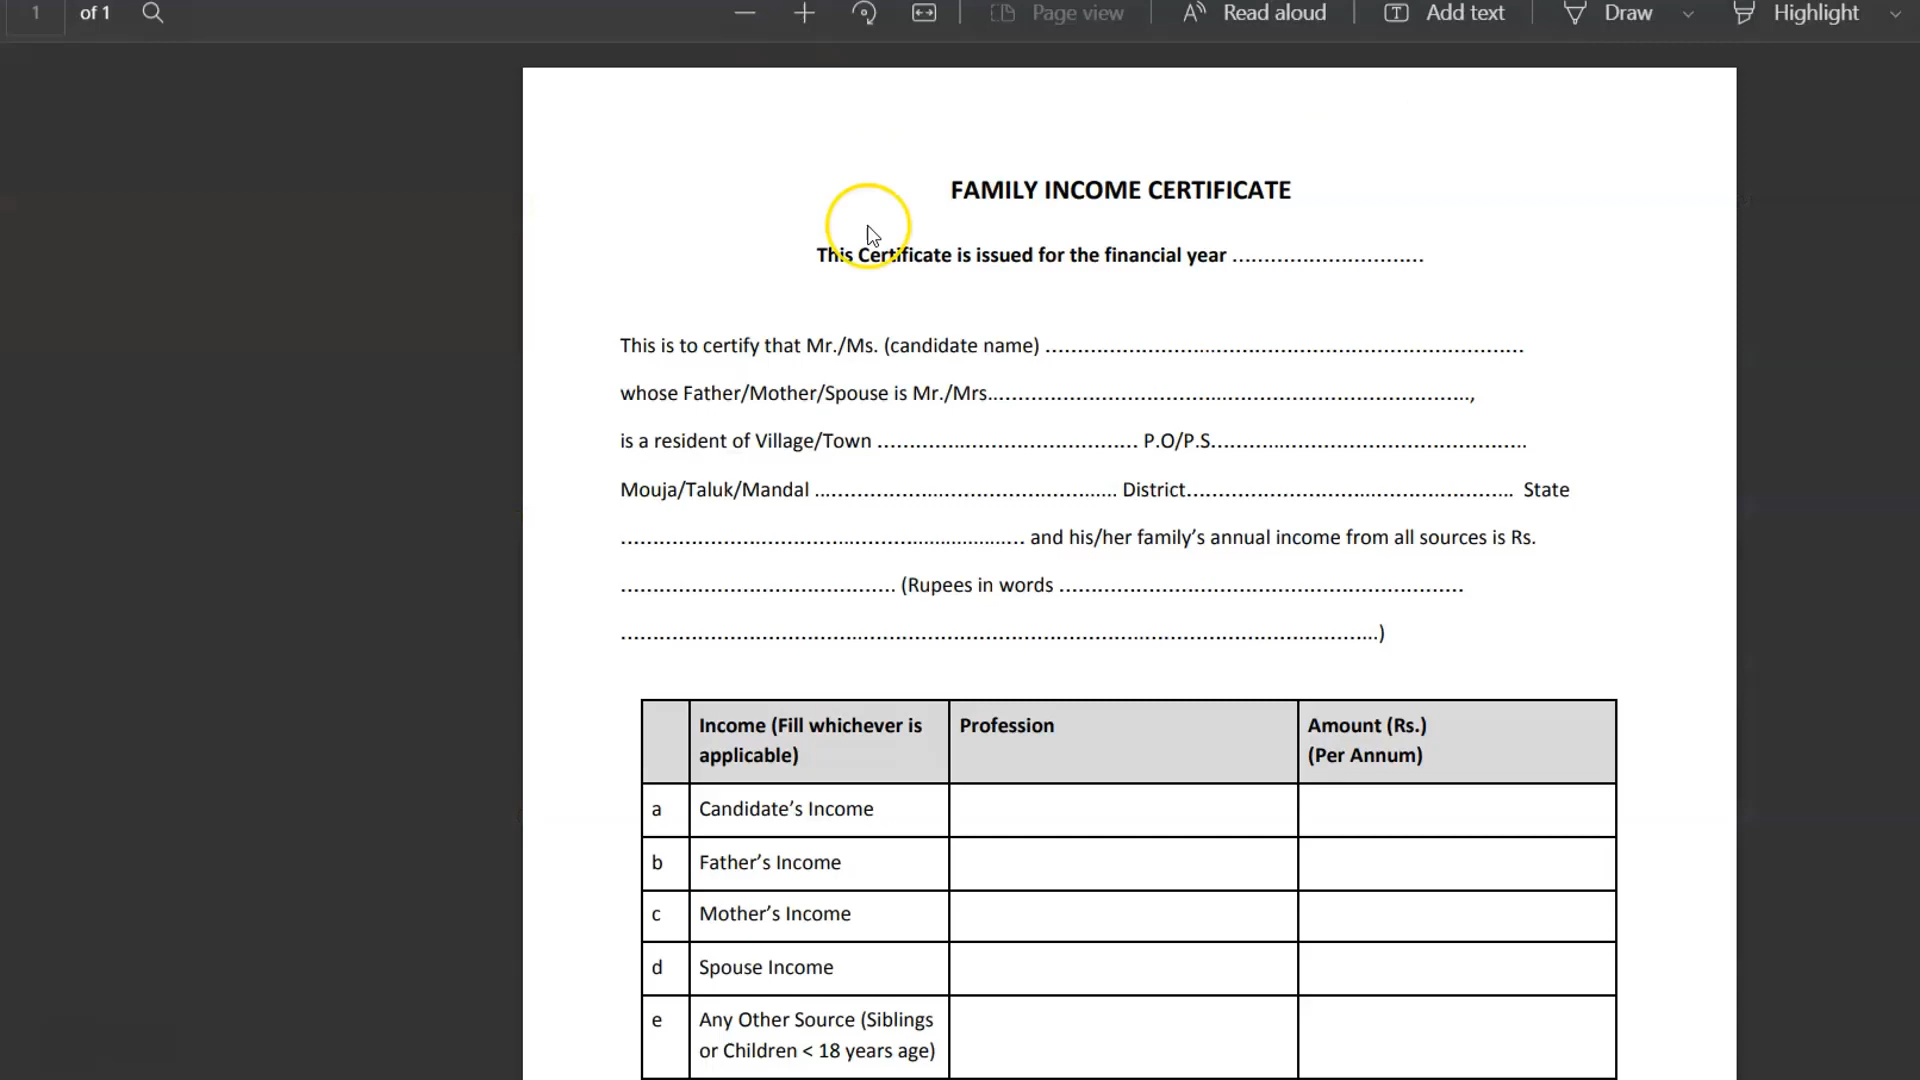 1 of 1 Page view Read aloud Add text Draw Highlight
FAMILY INCOME CERTIFICATE
This Certificate is issued for the financial year ..............................
This is to certify that Mr./Ms. (candidate name) ..............................
whose Father/Mother/Spouse is Mr./Mrs..............................,
is a resident of Village/Town .............................. P.O/P.S..............................
Mouja/Taluk/Mandal .............................. District.............................. State
.............................. and his/her family’s annual income from all sources is Rs.
.............................. (Rupees in words ..............................
..............................)
Income (Fill whichever is applicable) Profession Amount (Rs.) (Per Annum)
a Candidate’s Income
b Father’s Income
c Mother’s Income
d Spouse Income
e Any Other Source (Siblings
or Children < 18 years age)